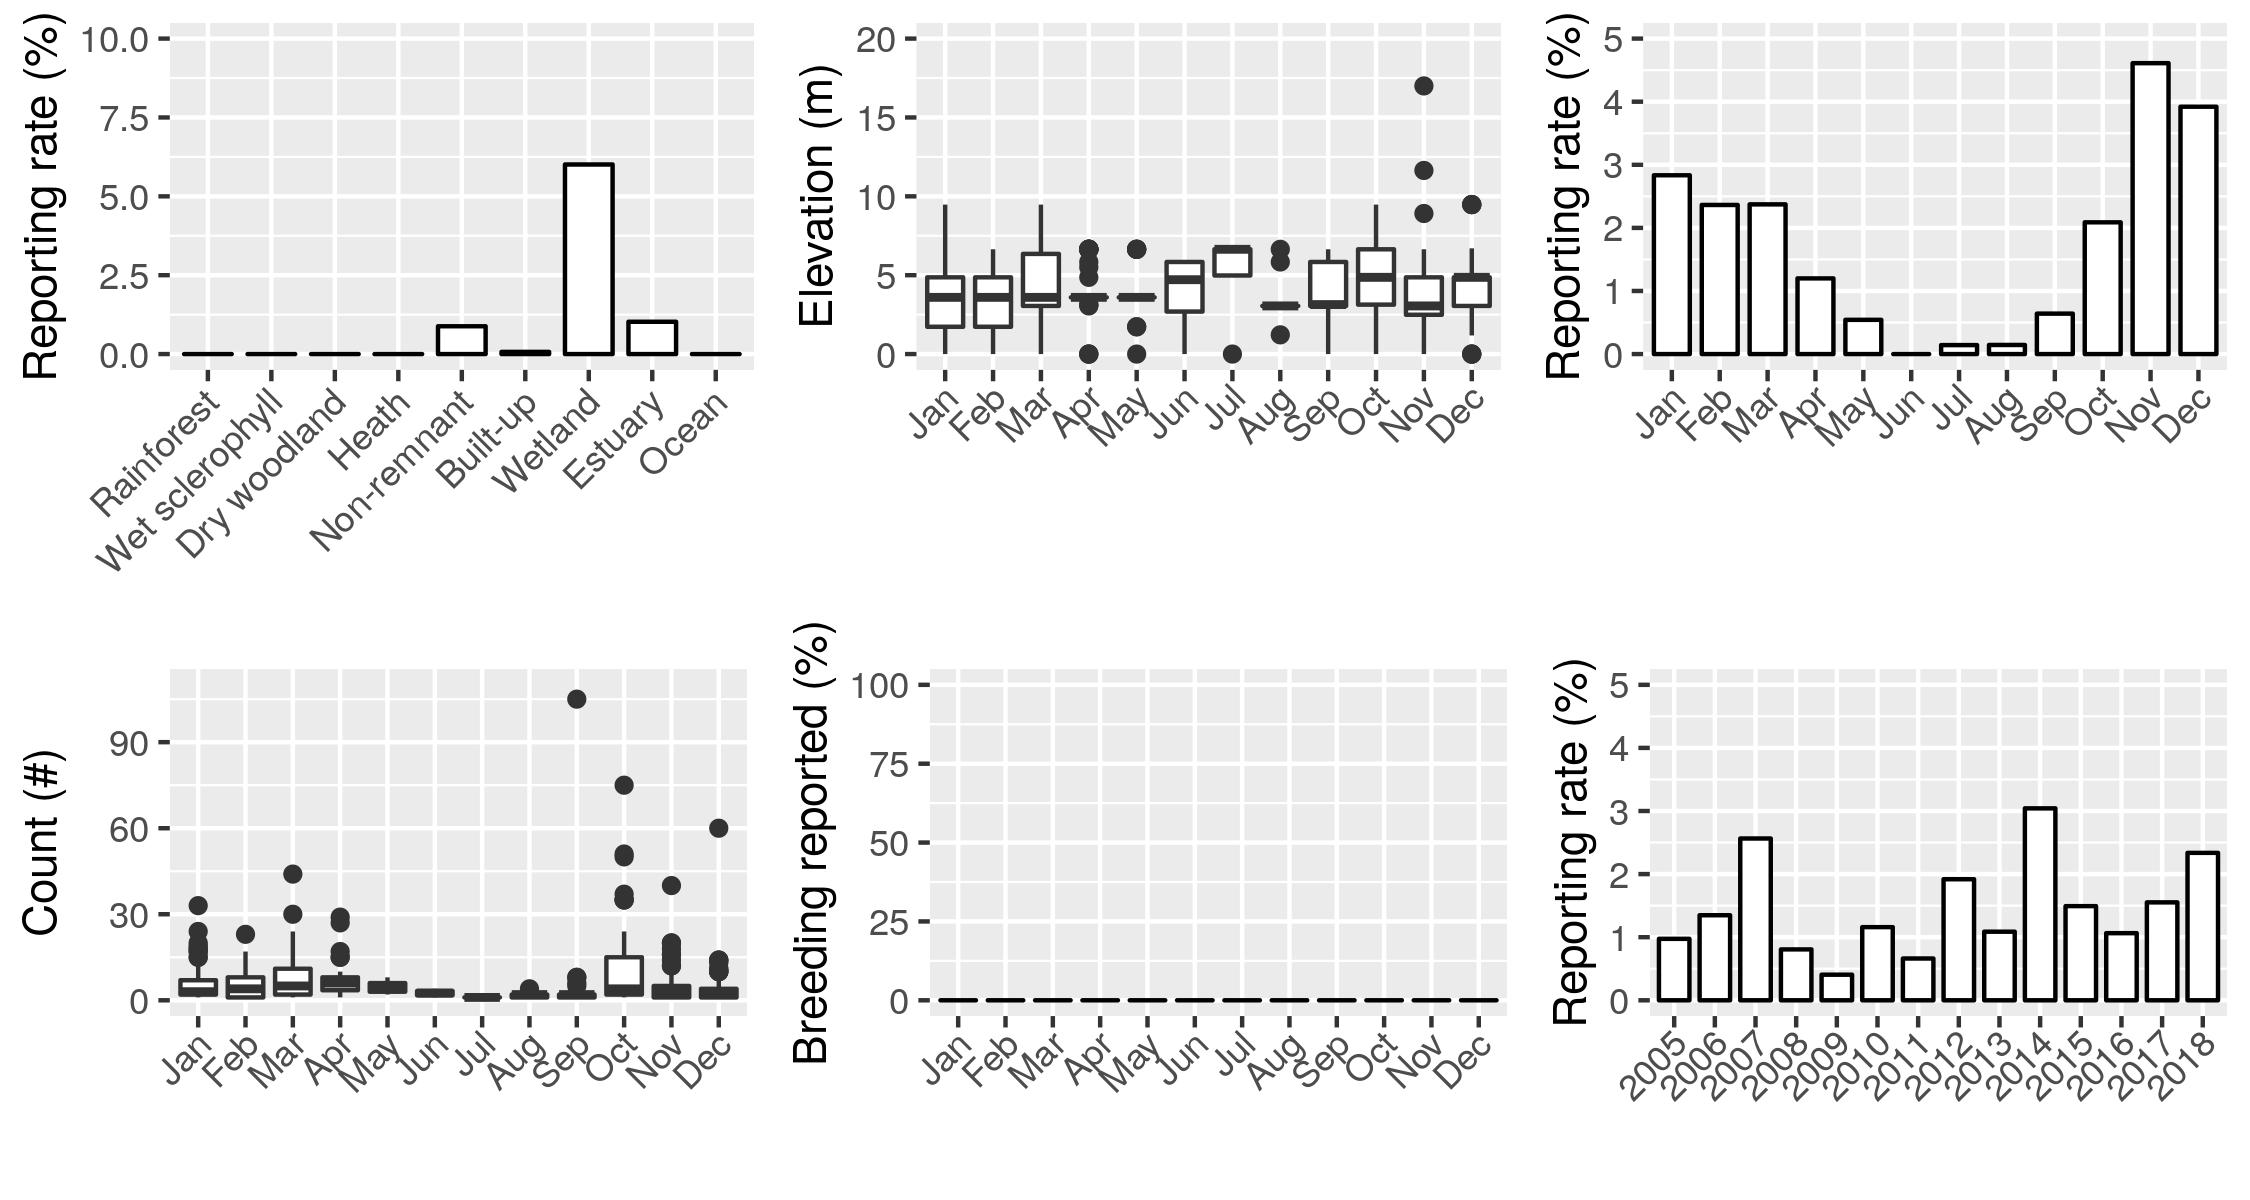 Reporting rate (%)
10.0
7.5
5.0
2.5
0.0
Rainforest
Wet sclerophyll
Dry woodland
Heath
Non-remnant
Built-up
Wetland
Estuary
Ocean
Elevation (m)
20
15
10
5
0
Jan
Feb
Mar
Apr
May
Jun
Jul
Aug
Sep
Oct
Nov
Dec
Reporting rate (%)
5
4
3
2
1
0
Jan
Feb
Mar
Apr
May
Jun
Jul
Aug
Sep
Oct
Nov
Dec
Count (#)
90
60
30
0
Jan
Feb
Mar
Apr
May
Jun
Jul
Aug
Sep
Oct
Nov
Dec
Breeding reported (%)
100
75
50
25
0
Jan
Feb
Mar
Apr
May
Jun
Jul
Aug
Sep
Oct
Nov
Dec
Reporting rate (%)
5
4
3
2
1
0
2005
2006
2007
2008
2009
2010
2011
2012
2013
2014
2015
2016
2017
2018